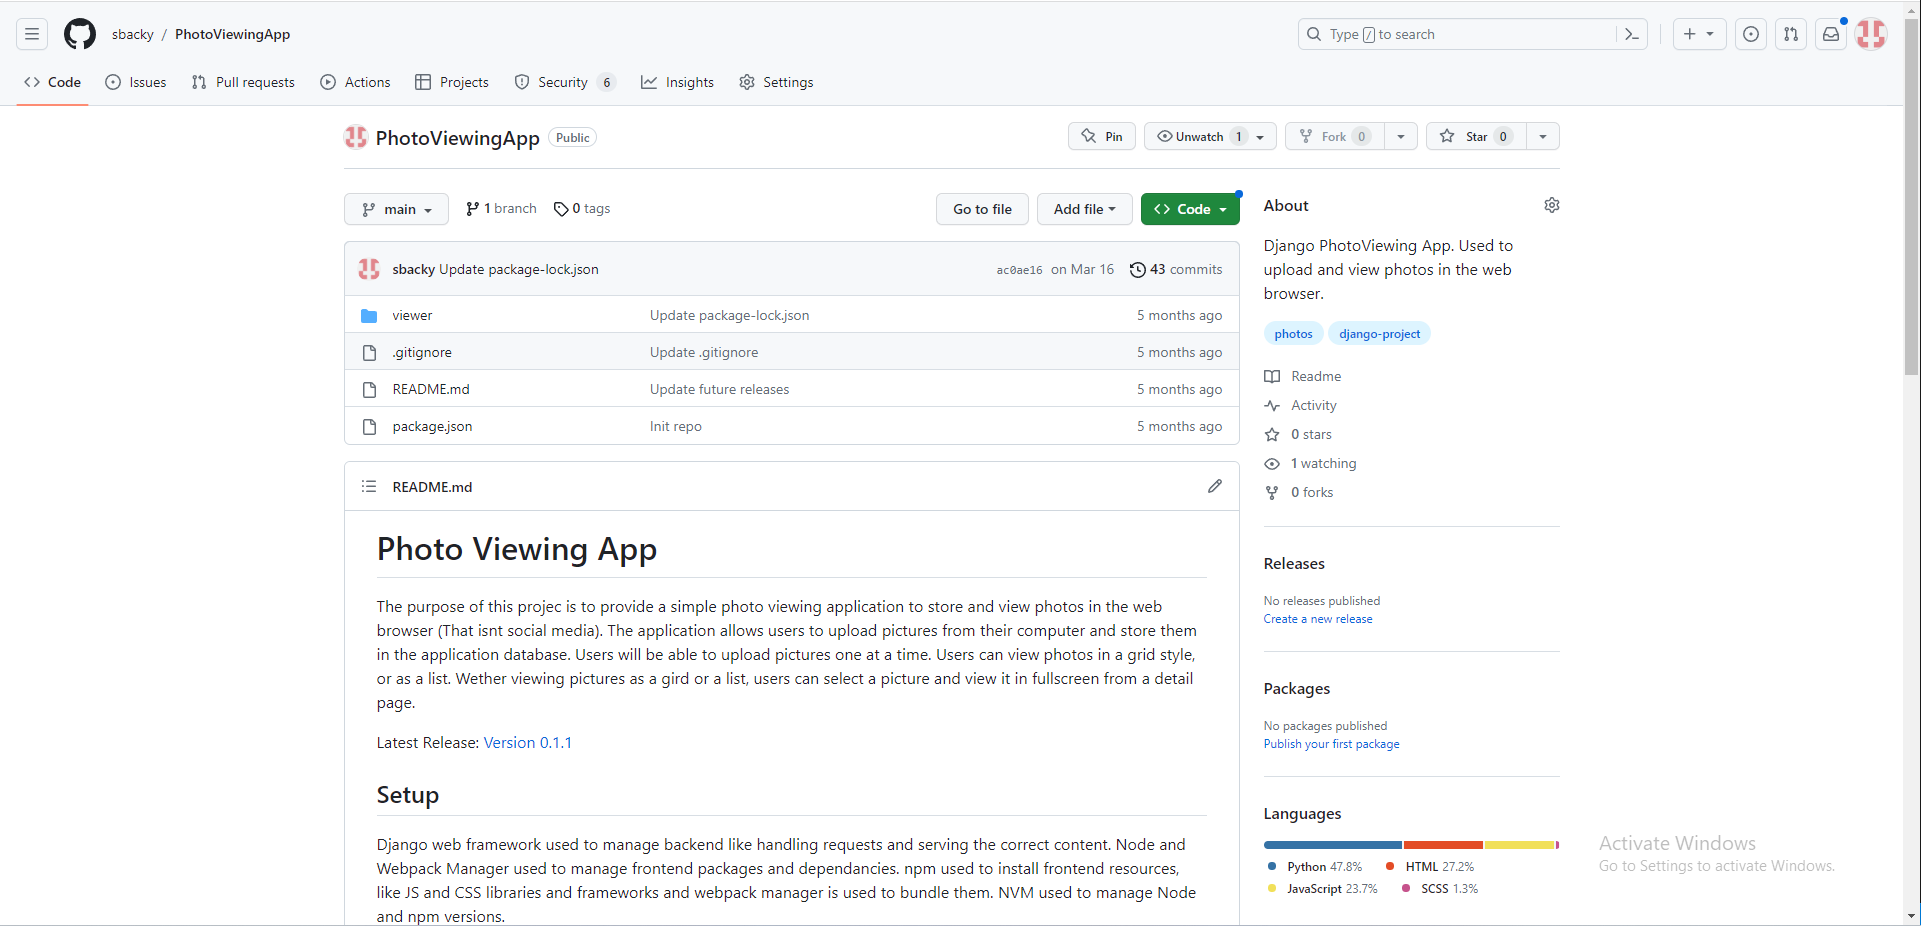 sbacky / PhotoViewingApp
Type / to search
Code Issues Pull requests Actions Projects Security 6 Insights Settings
PhotoViewingApp Public
Pin Unwatch 1 Fork 0 Star 0
main 1 branch 0 tags Go to file Add file Code
sbacky Update package-lock.json ac0ae16 on Mar 16 43 commits
viewer Update package-lock.json 5 months ago
.gitignore Update .gitignore 5 months ago
README.md Update future releases 5 months ago
package.json Init repo 5 months ago
README.md
Photo Viewing App
The purpose of this projec is to provide a simple photo viewing application to store and view photos in the web
browser (That isnt social media). The application allows users to upload pictures from their computer and store them
in the application database. Users will be able to upload pictures one at a time. Users can view photos in a grid style,
or as a list. Wether viewing pictures as a gird or a list, users can select a picture and view it in fullscreen from a detail
page.
Latest Release: Version 0.1.1
Setup
Django web framework used to manage backend like handling requests and serving the correct content. Node and
Webpack Manager used to manage frontend packages and dependancies. npm used to install frontend resources,
like JS and CSS libraries and frameworks and webpack manager is used to bundle them. NVM used to manage Node
and npm versions.
About
Django PhotoViewing App. Used to
upload and view photos in the web
browser.
photos django-project
Readme
Activity
0 stars
1 watching
0 forks
Releases
No releases published
Create a new release
Packages
No packages published
Publish your first package
Languages
Python 47.8% HTML 27.2%
JavaScript 23.7% SCSS 1.3%
Activate Windows
Go to Settings to activate Windows.